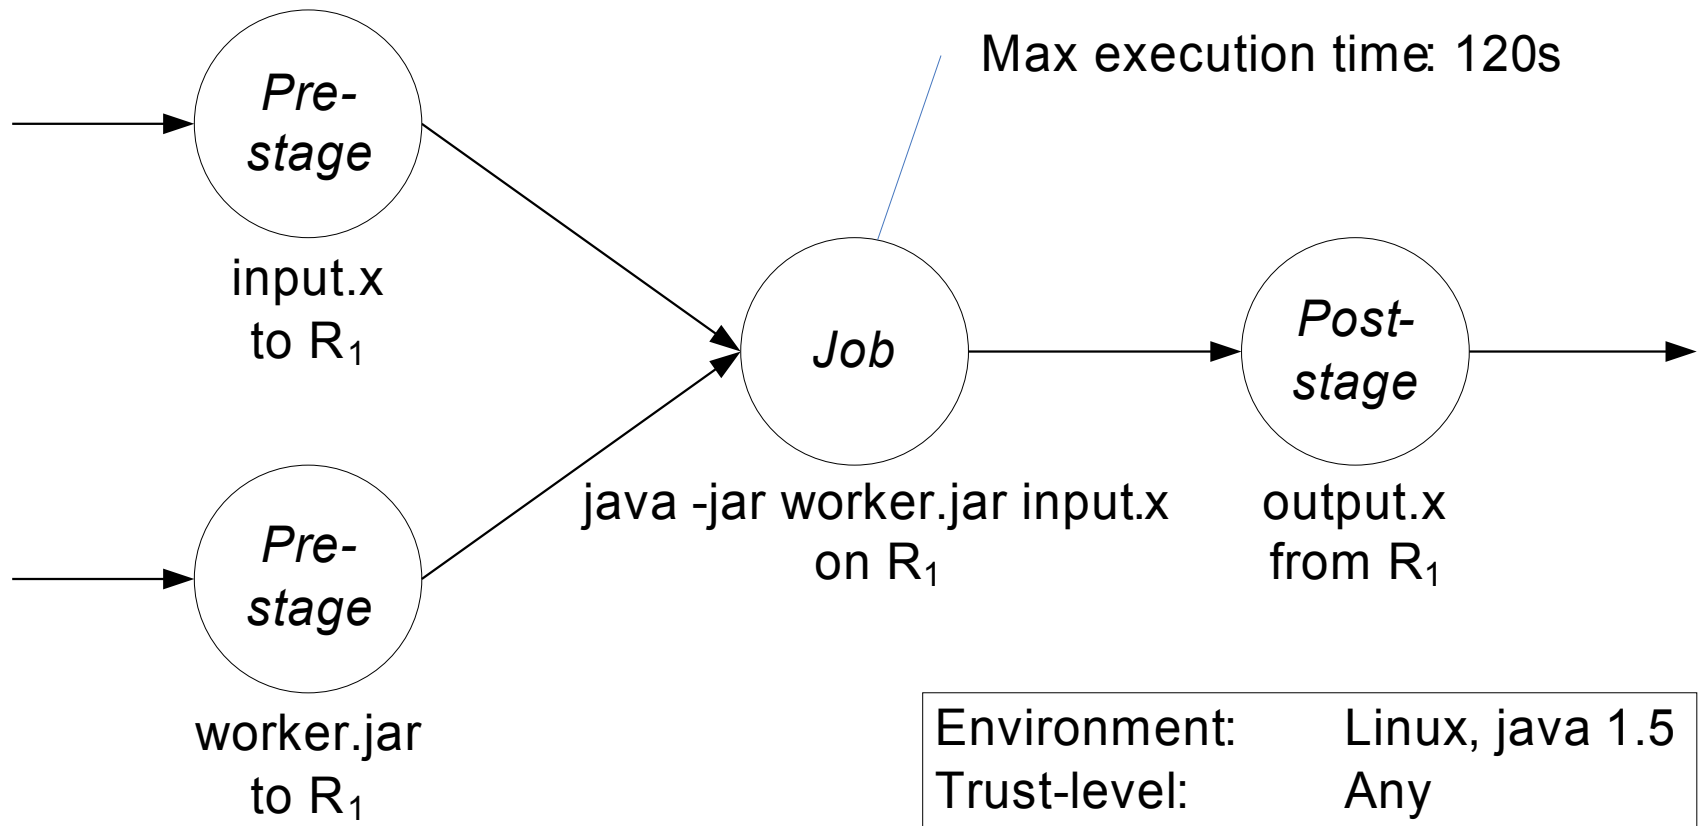 Max execution time: 120s
Pre-
stage
input.x
to R₁
Job
java -jar worker.jar input.x
on R₁
Post-
stage
output.x
from R₁
Pre-
stage
worker.jar
to R₁
Environment: Linux, java 1.5
Trust-level: Any